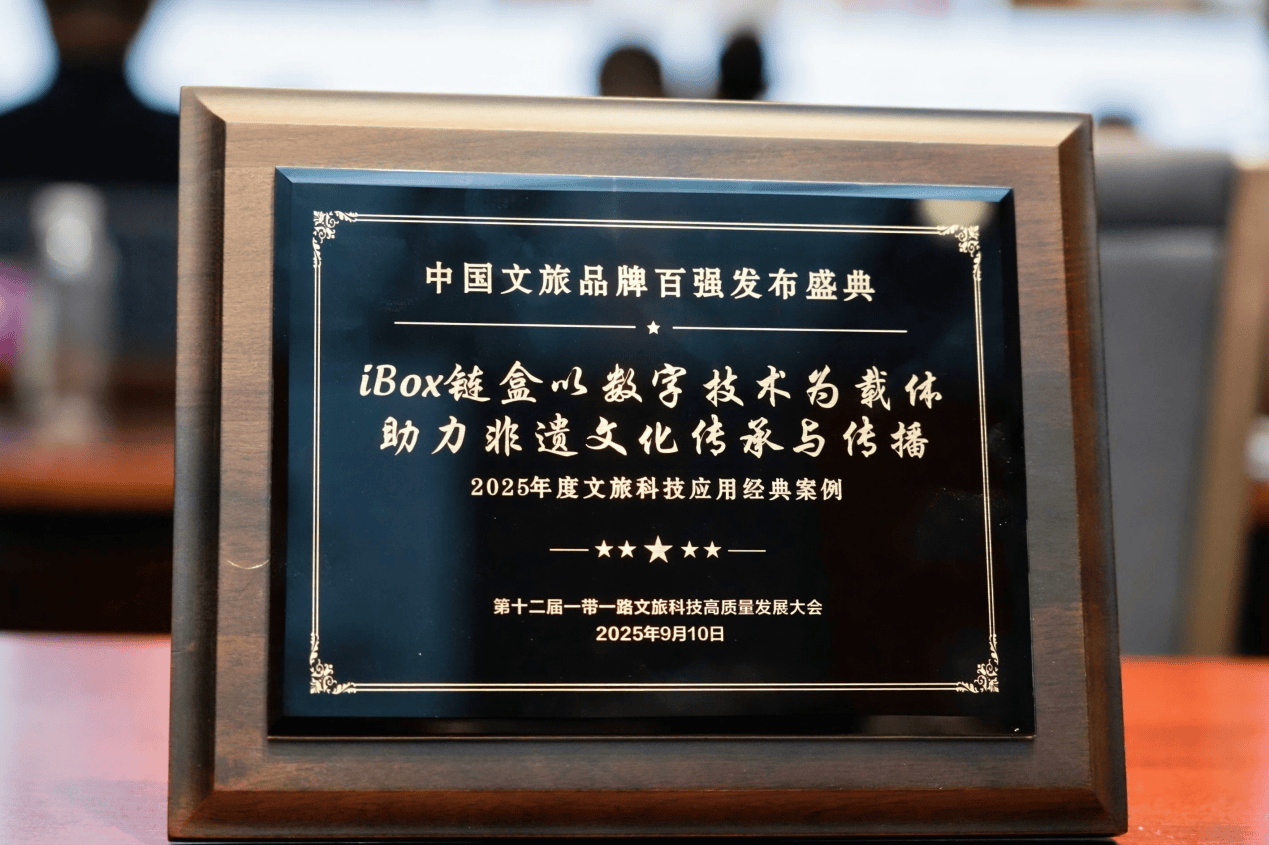 中国文旅品牌百强发布盛典
iBox链盒以数字技术为载体
助力非遗文化传承与传播
2025年度文旅科技应用经典案例
第十二届一带一路文旅科技高质量发展大会
2025年9月10日